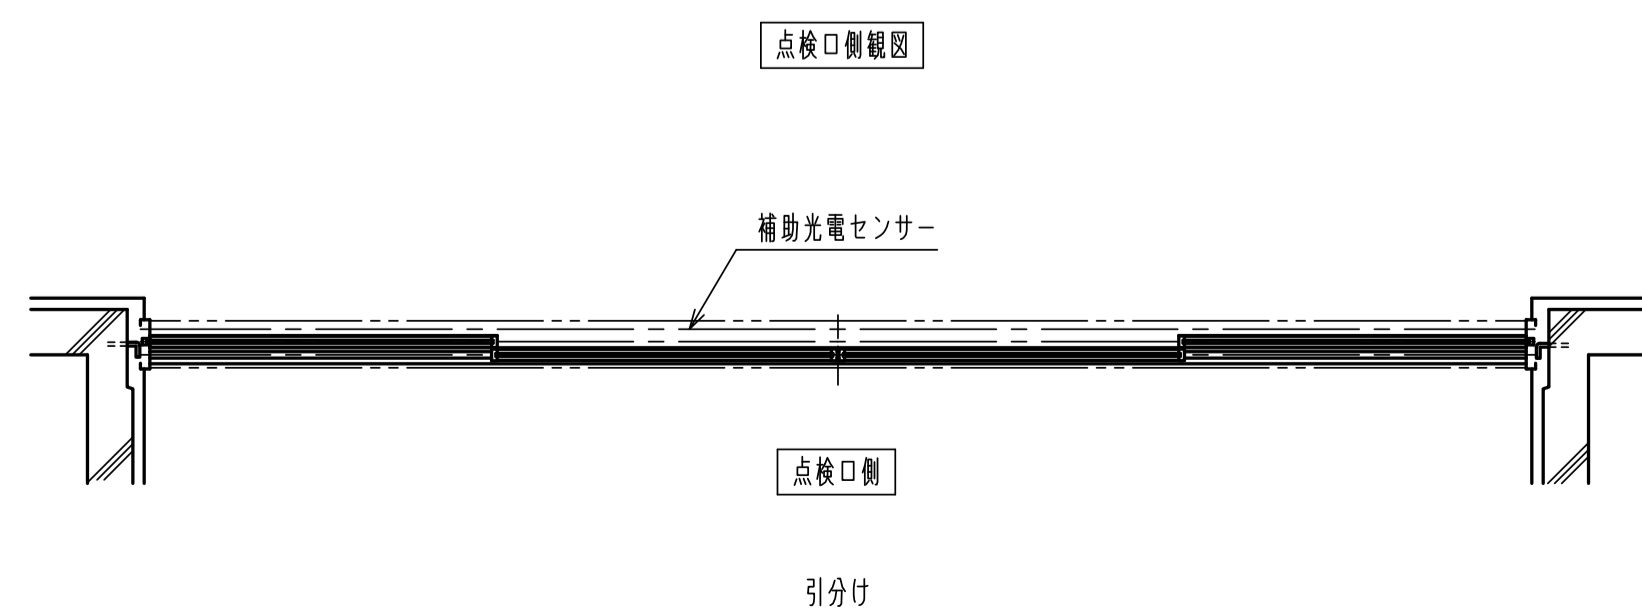 点検口側観図
補助光電センサー
点検口側
引分け